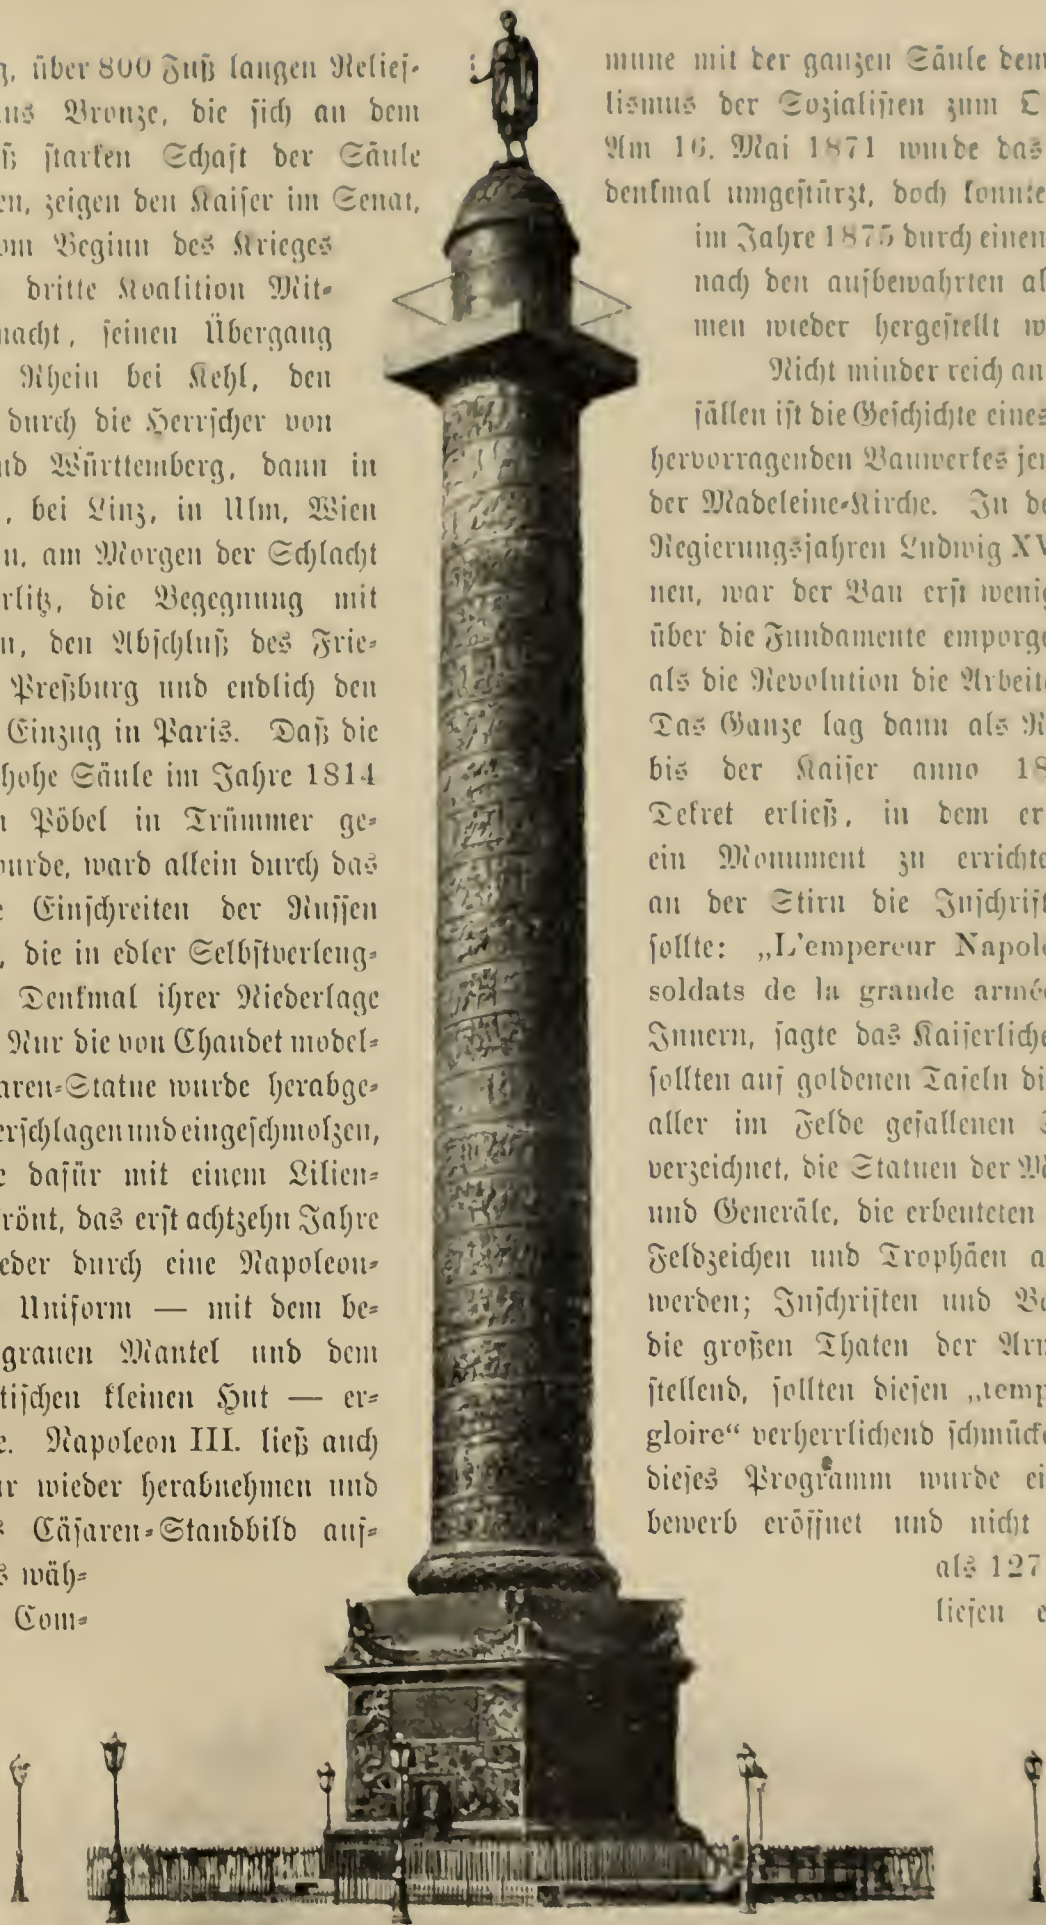 g, über 800 Fuß langen Relief-
us Bronze, die sich an dem
ß starken Schaft der Säule
en, zeigen den Kaiser im Senat,
om Beginn des Krieges
dritte Koalition Mit-
macht, seinen Übergang
Rhein bei Kehl, den
durch die Herrscher von
nd Württemberg, dann in
, bei Linz, in Ulm, Wien
n, am Morgen der Schlacht
rlitz, die Begegnung mit
n, den Abschluß des Frie-
Preßburg und endlich den
Einzug in Paris. Daß die
hohe Säule im Jahre 1814
n Pöbel in Trümmer ge-
wurde, ward allein durch das
e Einschreiten der Russen
, die in edler Selbstverleug-
Denkmal ihrer Niederlage
Nur die von Chaudet model-
aren-Statue wurde herabge-
erschlagen und eingeschmolzen,
e dafür mit einem Lilien-
rönt, das erst achtzehn Jahre
eder durch eine Napoleon-
Uniform — mit dem be-
grauen Mantel und dem
tischen kleinen Hut — er-
e. Napoleon III. ließ auch
ur wieder herabnehmen und
s Cäsaren-Standbild auf-
s wäh-
Com-
mune mit der ganzen Säule dem
lismus der Sozialisten zum O
Am 16. Mai 1871 wurde das
denkmal umgestürzt, doch konnte
im Jahre 1875 durch einen
nach den aufbewahrten al
men wieder hergestellt w
Nicht minder reich an
fällen ist die Geschichte eines
hervorragenden Bauwerkes jen
der Madeleine-Kirche. In de
Regierungsjahren Ludwig XV
nen, war der Bau erst wenig
über die Fundamente emporge
als die Revolution die Arbeite
Das Ganze lag dann als R
bis der Kaiser anno 18
Dekret erließ, in dem er
ein Monument zu errichte
an der Stirn die Inschrift
sollte: „L'empereur Napole
soldats de la grande armée
Innern, sagte das Kaiserliche
sollten auf goldenen Tafeln di
aller im Felde gefallenen S
verzeichnet, die Statuen der Ma
und Generäle, die erbeuteten
Feldzeichen und Trophäen a
werden; Inschriften und Ba
die großen Thaten der Arm
stellend, sollten diesen „temp
gloire“ verherrlichend schmücke
dieses Programm wurde ei
bewerb eröffnet und nicht
als 127
liefen e